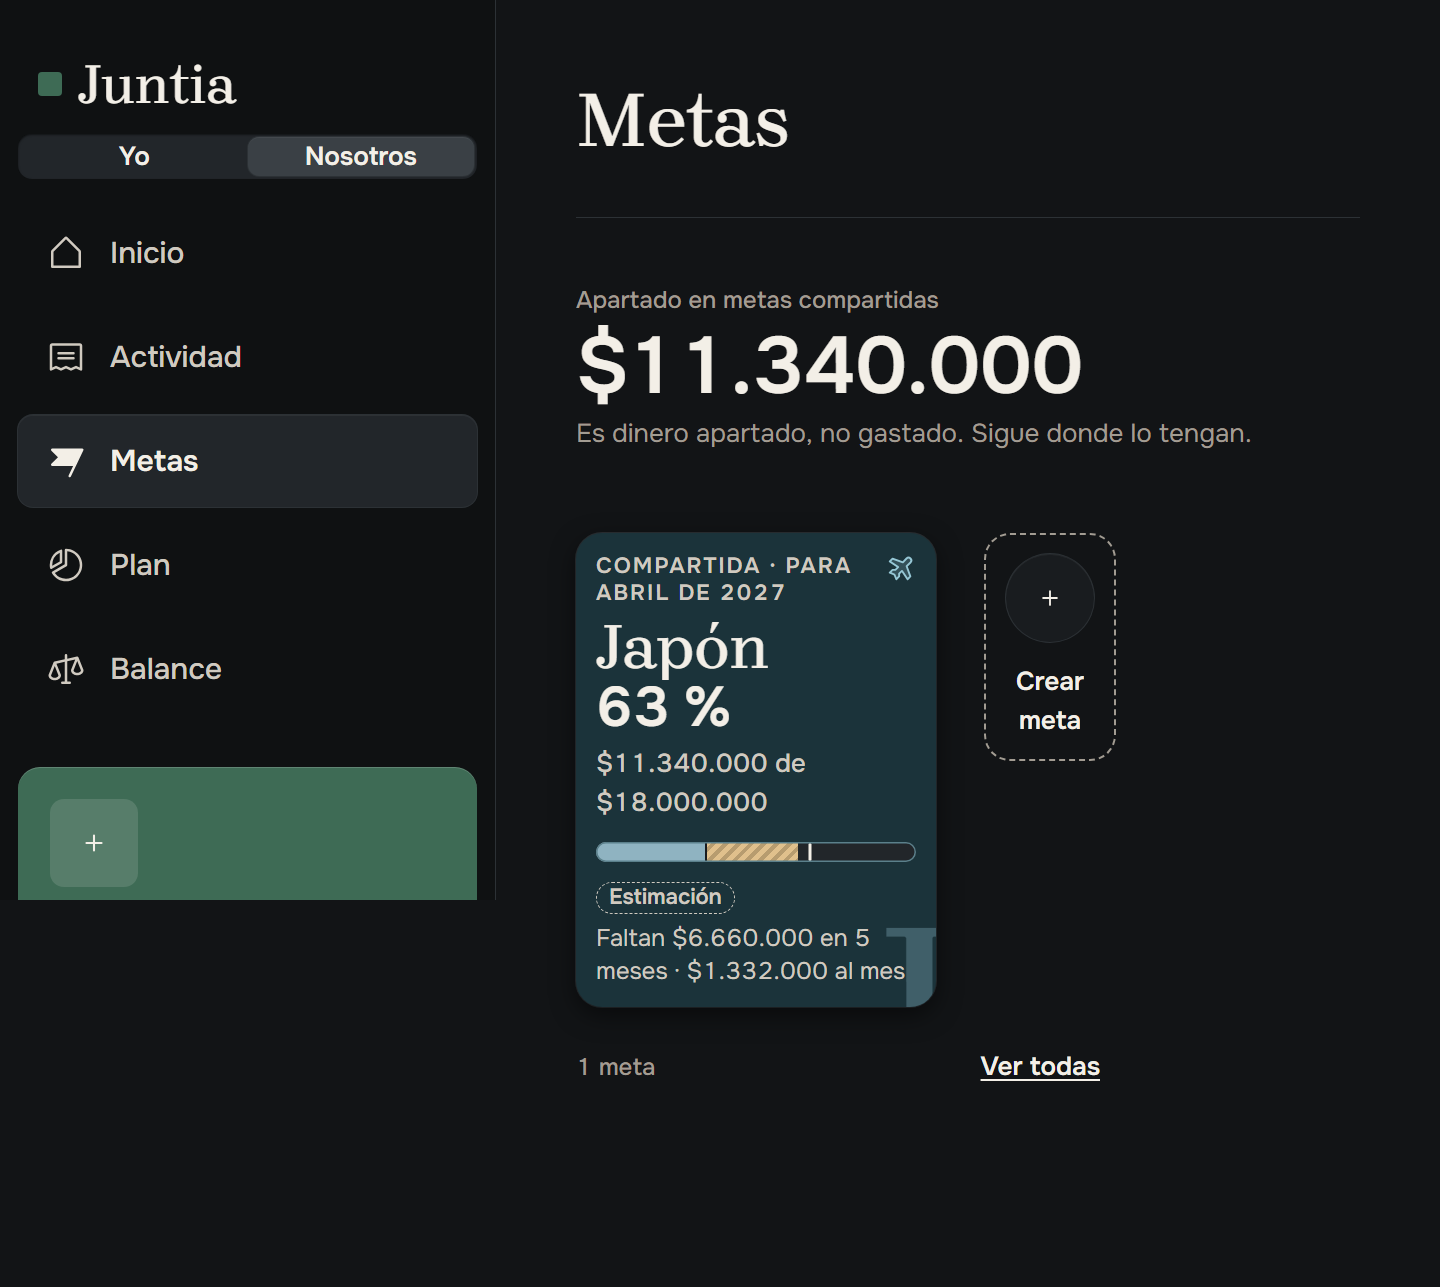 Juntia
Yo
Nosotros
Inicio
Actividad
Metas
Plan
Balance
Metas
Apartado en metas compartidas
$11.340.000
Es dinero apartado, no gastado. Sigue donde lo tengan.
COMPARTIDA · PARA
ABRIL DE 2027
Japón
63 %
$11.340.000 de
$18.000.000
Estimación
Faltan $6.660.000 en 5
meses · $1.332.000 al mes
Crear
meta
1 meta
Ver todas